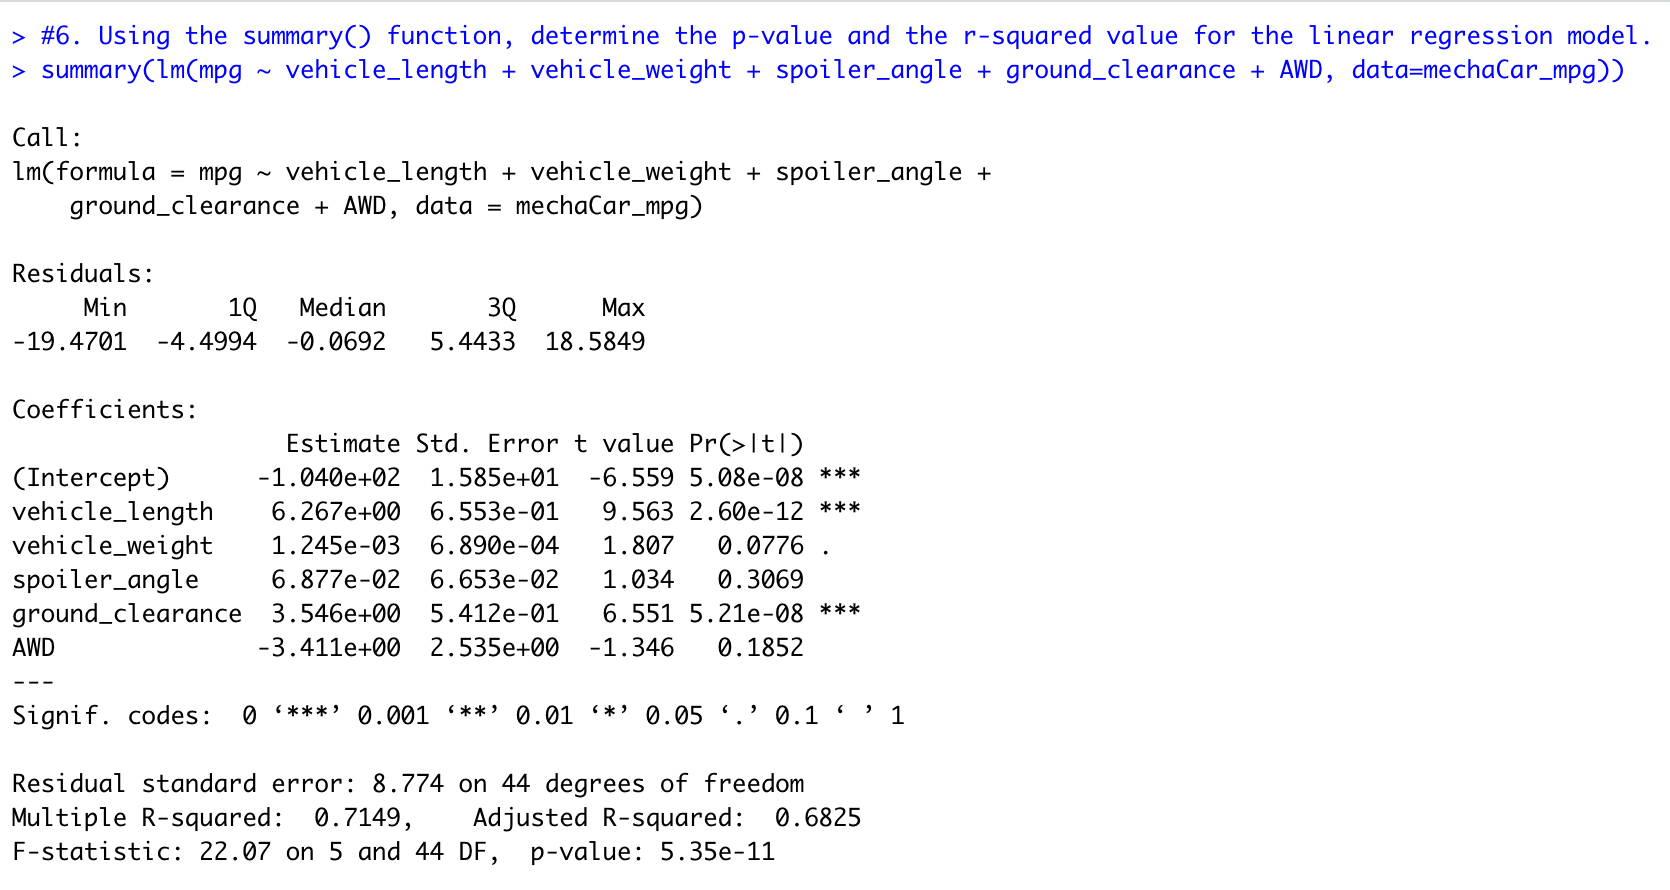 > #6. Using the summary() function, determine the p-value and the r-squared value for the linear regression model.
> summary(lm(mpg ~ vehicle_length + vehicle_weight + spoiler_angle + ground_clearance + AWD, data=mechaCar_mpg))
Call:
lm(formula = mpg ~ vehicle_length + vehicle_weight + spoiler_angle +
    ground_clearance + AWD, data = mechaCar_mpg)
Residuals:
     Min       1Q   Median       3Q      Max
-19.4701  -4.4994  -0.0692   5.4433  18.5849
Coefficients:
                   Estimate Std. Error t value Pr(>|t|)
(Intercept)      -1.040e+02  1.585e+01  -6.559 5.08e-08 ***
vehicle_length    6.267e+00  6.553e-01   9.563 2.60e-12 ***
vehicle_weight    1.245e-03  6.890e-04   1.807   0.0776 .
spoiler_angle     6.877e-02  6.653e-02   1.034   0.3069
ground_clearance  3.546e+00  5.412e-01   6.551 5.21e-08 ***
AWD              -3.411e+00  2.535e+00  -1.346   0.1852
---
Signif. codes:  0 ‘***’ 0.001 ‘**’ 0.01 ‘*’ 0.05 ‘.’ 0.1 ‘ ’ 1
Residual standard error: 8.774 on 44 degrees of freedom
Multiple R-squared:  0.7149,    Adjusted R-squared:  0.6825
F-statistic: 22.07 on 5 and 44 DF,  p-value: 5.35e-11